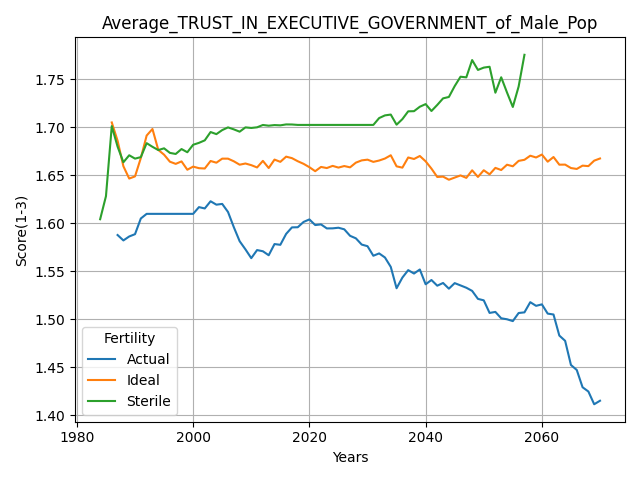 Average_TRUST_IN_EXECUTIVE_GOVERNMENT_of_Male_Pop
Score(1-3)
1.75
1.70
1.65
1.60
1.55
1.50
1.45
1.40
Fertility
Actual
Ideal
Sterile
1980
2000
2020
2040
2060
Years